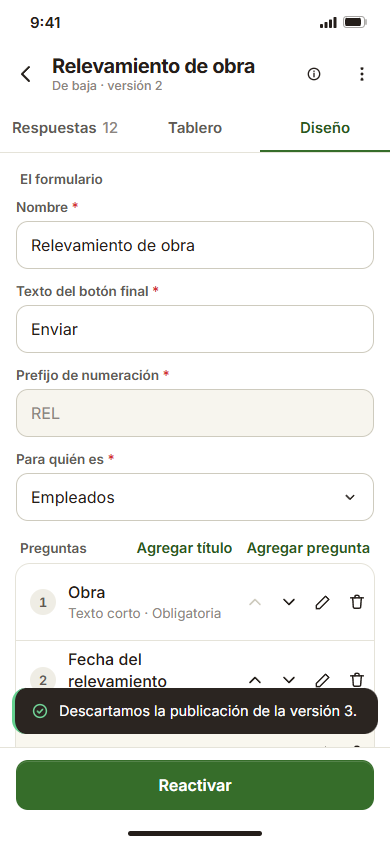 9:41
Relevamiento de obra
De baja · versión 2
Respuestas 12
Tablero
Diseño
El formulario
Nombre *
Relevamiento de obra
Texto del botón final *
Enviar
Prefijo de numeración *
REL
Para quién es *
Empleados
Preguntas
Agregar título
Agregar pregunta
1
Obra
Texto corto · Obligatoria
2
Fecha del
relevamiento
Descartamos la publicación de la versión 3.
Reactivar